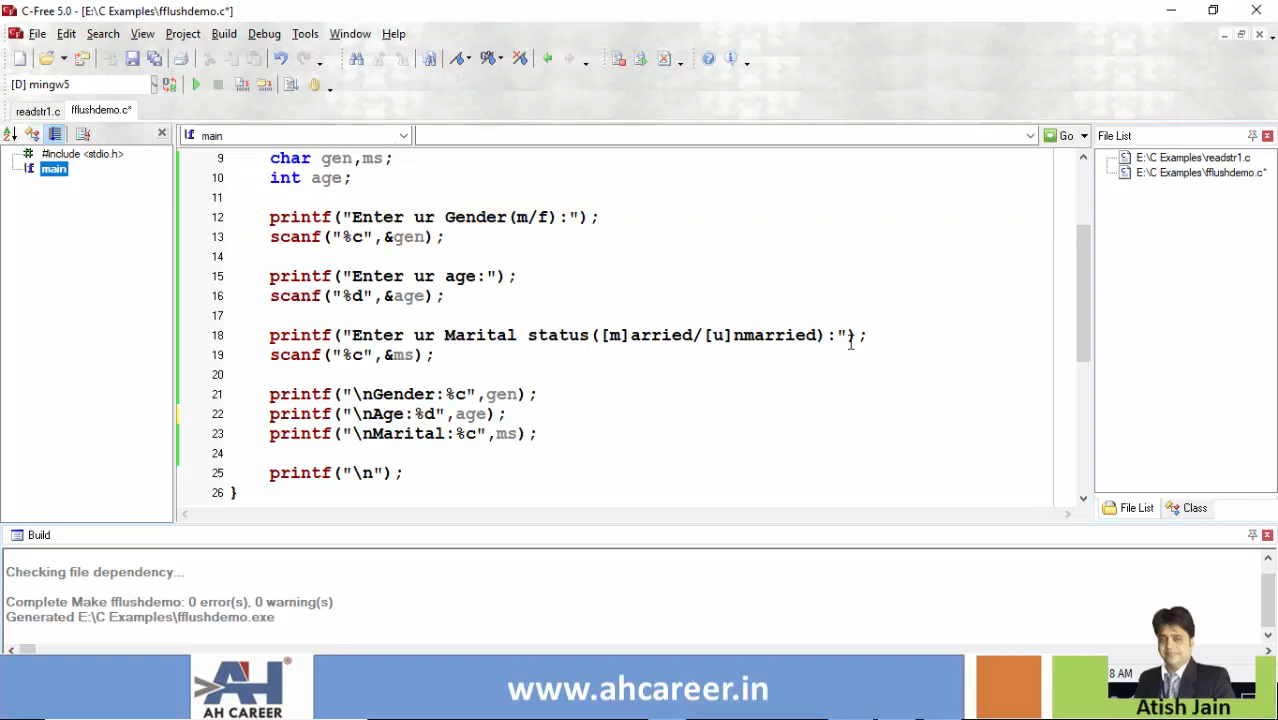 C-Free 5.0 - [E:\C Examples\fflushdemo.c*]
File Edit Search View Project Build Debug Tools Window Help
[D] mingw5
readstr1.c fflushdemo.c*
main
Go
File List
#include <stdio.h>
main
E:\C Examples\readstr1.c
E:\C Examples\fflushdemo.c*
9 char gen,ms;
10 int age;
11
12 printf("Enter ur Gender(m/f):");
13 scanf("%c",&gen);
14
15 printf("Enter ur age:");
16 scanf("%d",&age);
17
18 printf("Enter ur Marital status([m]arried/[u]nmarried):");
19 scanf("%c",&ms);
20
21 printf("\nGender:%c",gen);
22 printf("\nAge:%d",age);
23 printf("\nMarital:%c",ms);
24
25 printf("\n");
26 }
File List Class
Build
Checking file dependency...
Complete Make fflushdemo: 0 error(s), 0 warning(s)
Generated E:\C Examples\fflushdemo.exe
8 AM
AH
AH CAREER
www.ahcareer.in
Atish Jain